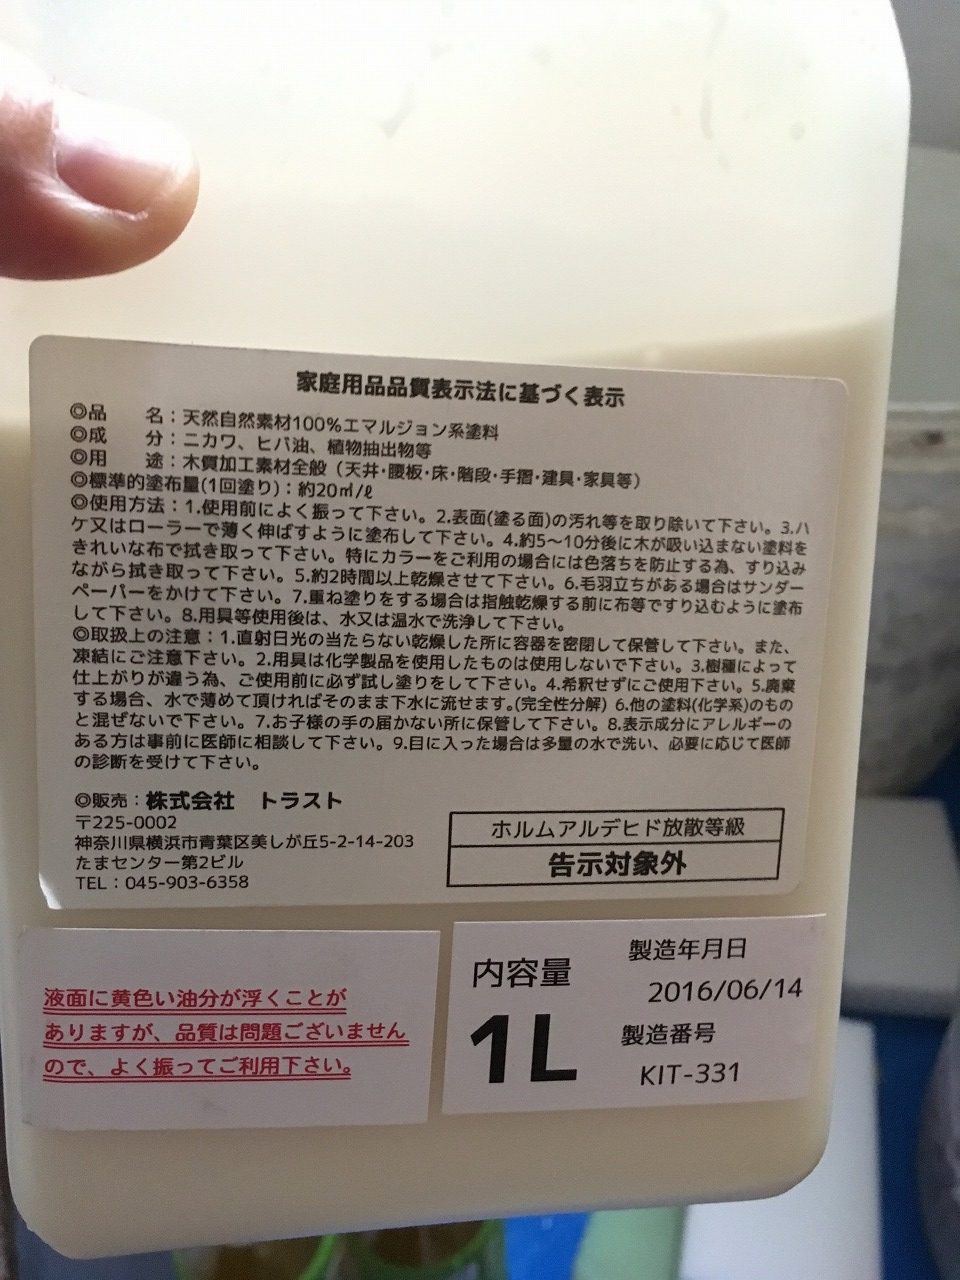 家庭用品品質表示法に基づく表示
◎品　　名：天然自然素材100%エマルジョン系塗料
◎成　　分：ニカワ、ヒバ油、植物抽出物等
◎用　　途：木質加工素材全般（天井・腰板・床・階段・手摺・建具・家具等）
◎標準的塗布量(1回塗り)：約20㎡/ℓ
◎使用方法：1.使用前によく振って下さい。2.表面(塗る面)の汚れ等を取り除いて下さい。3.ハ
ケ又はローラーで薄く伸ばすように塗布して下さい。4.約5〜10分後に木が吸い込まない塗料を
きれいな布で拭き取って下さい。特にカラーをご利用の場合には色落ちを防止する為、すり込み
ながら拭き取って下さい。5.約2時間以上乾燥させて下さい。6.毛羽立ちがある場合はサンダー
ペーパーをかけて下さい。7.重ね塗りをする場合は指触乾燥する前に布等ですり込むように塗布
して下さい。8.用具等使用後は、水又は温水で洗浄して下さい。
◎取扱上の注意：1.直射日光の当たらない乾燥した所に容器を密閉して保管して下さい。また、
凍結にご注意下さい。2.用具は化学製品を使用したものは使用しないで下さい。3.樹種によって
仕上がりが違う為、ご使用前に必ず試し塗りをして下さい。4.希釈せずにご使用下さい。5.廃棄
する場合、水で薄めて頂ければそのまま下水に流せます。(完全性分解) 6.他の塗料(化学系)のもの
と混ぜないで下さい。7.お子様の手の届かない所に保管して下さい。8.表示成分にアレルギーの
ある方は事前に医師に相談して下さい。9.目に入った場合は多量の水で洗い、必要に応じて医師
の診断を受けて下さい。
◎販売：株式会社　トラスト
〒225-0002
神奈川県横浜市青葉区美しが丘5-2-14-203
たまセンター第2ビル
TEL：045-903-6358
ホルムアルデヒド放散等級
告示対象外
液面に黄色い油分が浮くことが
ありますが、品質は問題ございません
ので、よく振ってご利用下さい。
内容量
1L
製造年月日
2016/06/14
製造番号
KIT-331